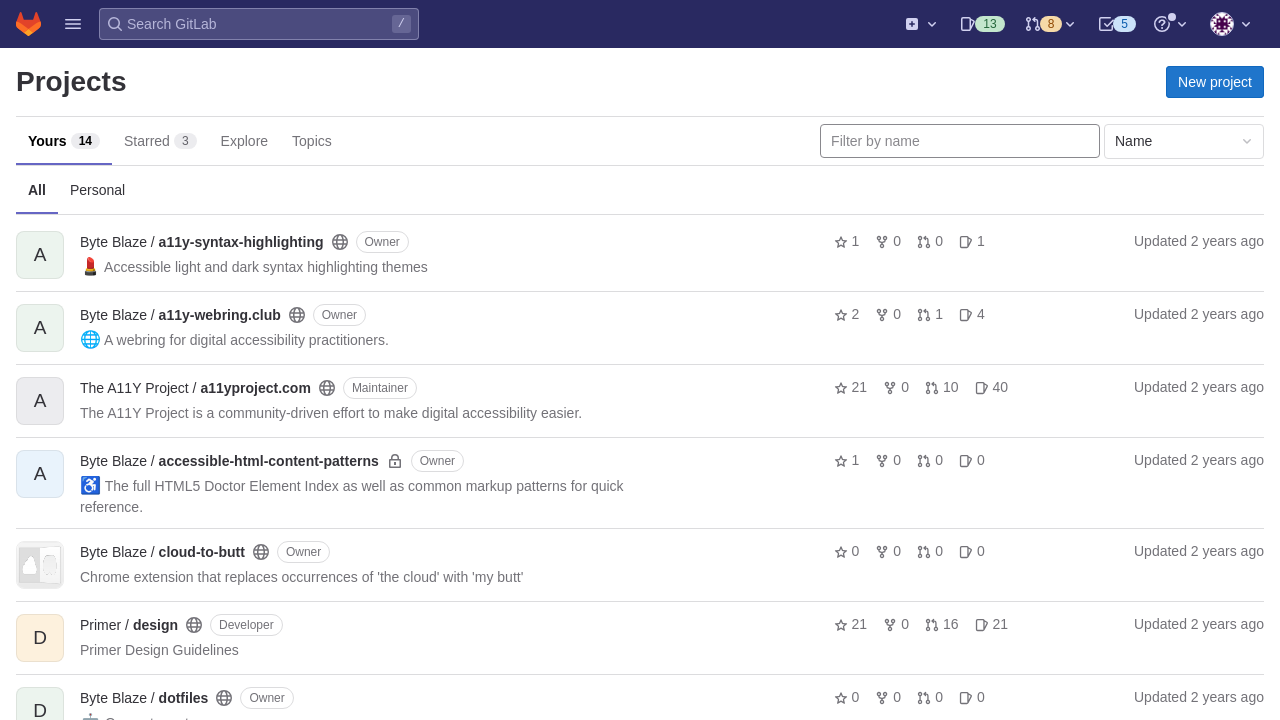 Search GitLab /
13
8
5
Projects
New project
Yours 14 Starred 3 Explore Topics
Filter by name
Name
All Personal
A
Byte Blaze / a11y-syntax-highlighting Owner
1 0 0 1
Updated 2 years ago
💄 Accessible light and dark syntax highlighting themes
A
Byte Blaze / a11y-webring.club Owner
2 0 1 4
Updated 2 years ago
🌐 A webring for digital accessibility practitioners.
A
The A11Y Project / a11yproject.com Maintainer
21 0 10 40
Updated 2 years ago
The A11Y Project is a community-driven effort to make digital accessibility easier.
A
Byte Blaze / accessible-html-content-patterns Owner
1 0 0 0
Updated 2 years ago
♿ The full HTML5 Doctor Element Index as well as common markup patterns for quick
reference.
Byte Blaze / cloud-to-butt Owner
0 0 0 0
Updated 2 years ago
Chrome extension that replaces occurrences of 'the cloud' with 'my butt'
D
Primer / design Developer
21 0 16 21
Updated 2 years ago
Primer Design Guidelines
D
Byte Blaze / dotfiles Owner
0 0 0 0
Updated 2 years ago